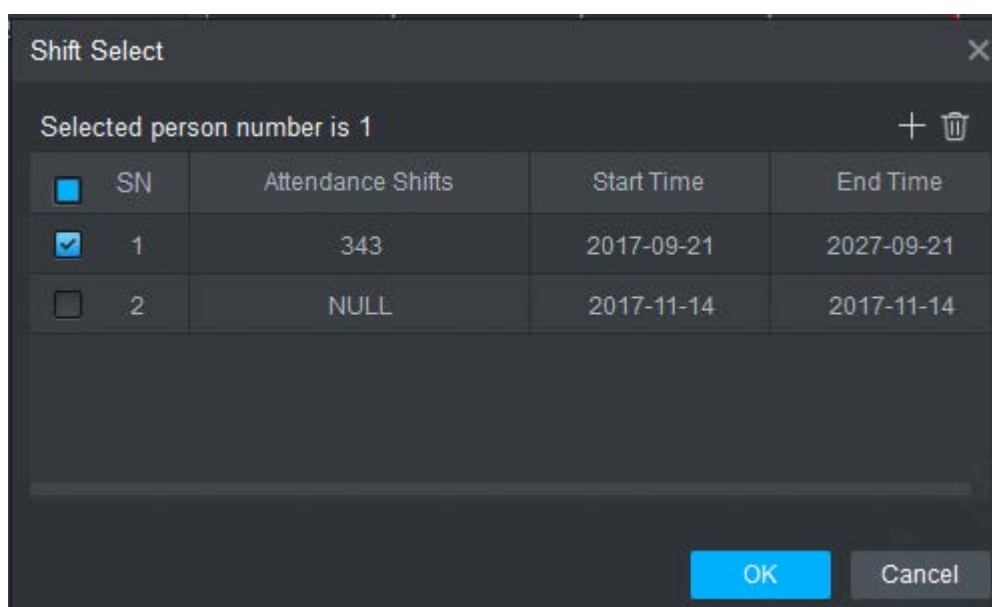 Shift Select
Selected person number is 1
SN Attendance Shifts Start Time End Time
1 343 2017-09-21 2027-09-21
2 NULL 2017-11-14 2017-11-14
OK Cancel